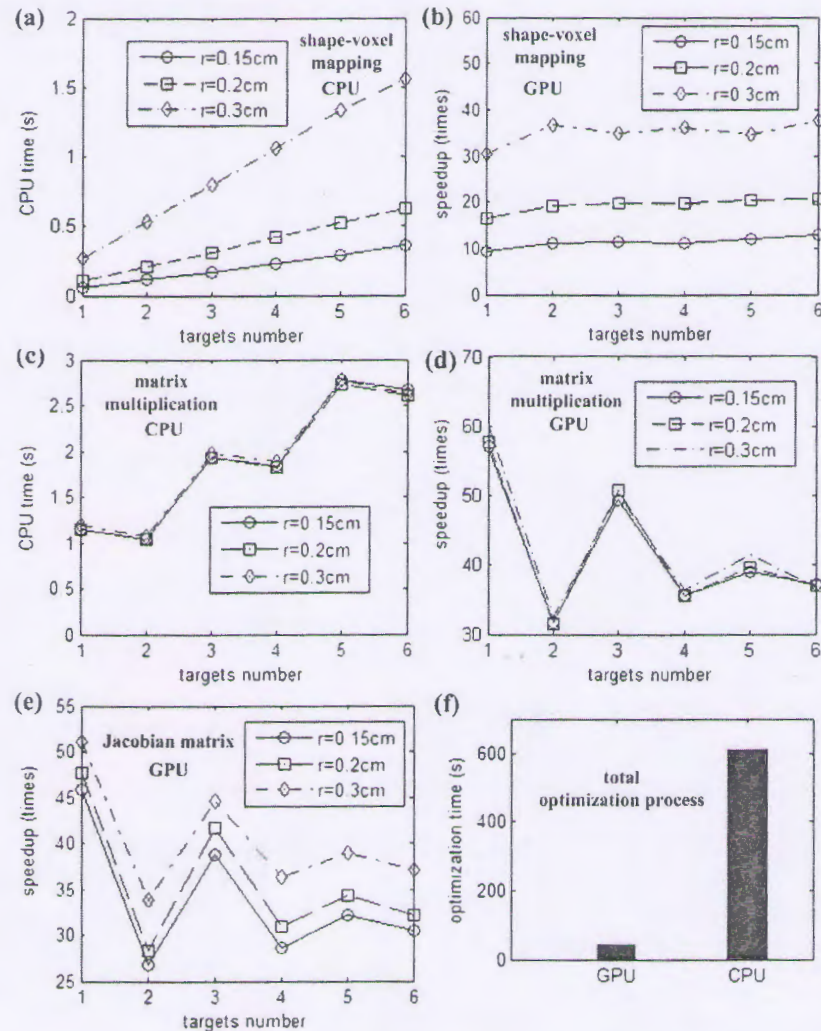 (a)
shape-voxel
mapping
CPU
r=0.15cm
r=0.2cm
r=0.3cm
CPU time (s)
2
1.5
1
0.5
0
1 2 3 4 5 6
targets number
(b)
shape-voxel
mapping
GPU
r=0.15cm
r=0.2cm
r=0 3cm
speedup (times)
60
50
40
30
20
10
0
1 2 3 4 5 6
targets number
(c)
matrix
multiplication
CPU
r=0 15cm
r=0.2cm
r=0.3cm
CPU time (s)
3
2.5
2
1 5
1
0 5
0
1 2 3 4 5 6
targets number
(d)
matrix
multiplication
GPU
r=0.15cm
r=0.2cm
r=0.3cm
speedup (times)
70
60
50
40
30
1 2 3 4 5 6
targets number
(e)
Jacobian matrix
GPU
r=0 15cm
r=0.2cm
r=0.3cm
speedup (times)
55
50
45
40
35
30
25
1 2 3 4 5 6
targets number
(f)
total
optimization process
optimization time (s)
600
400
200
0
GPU CPU